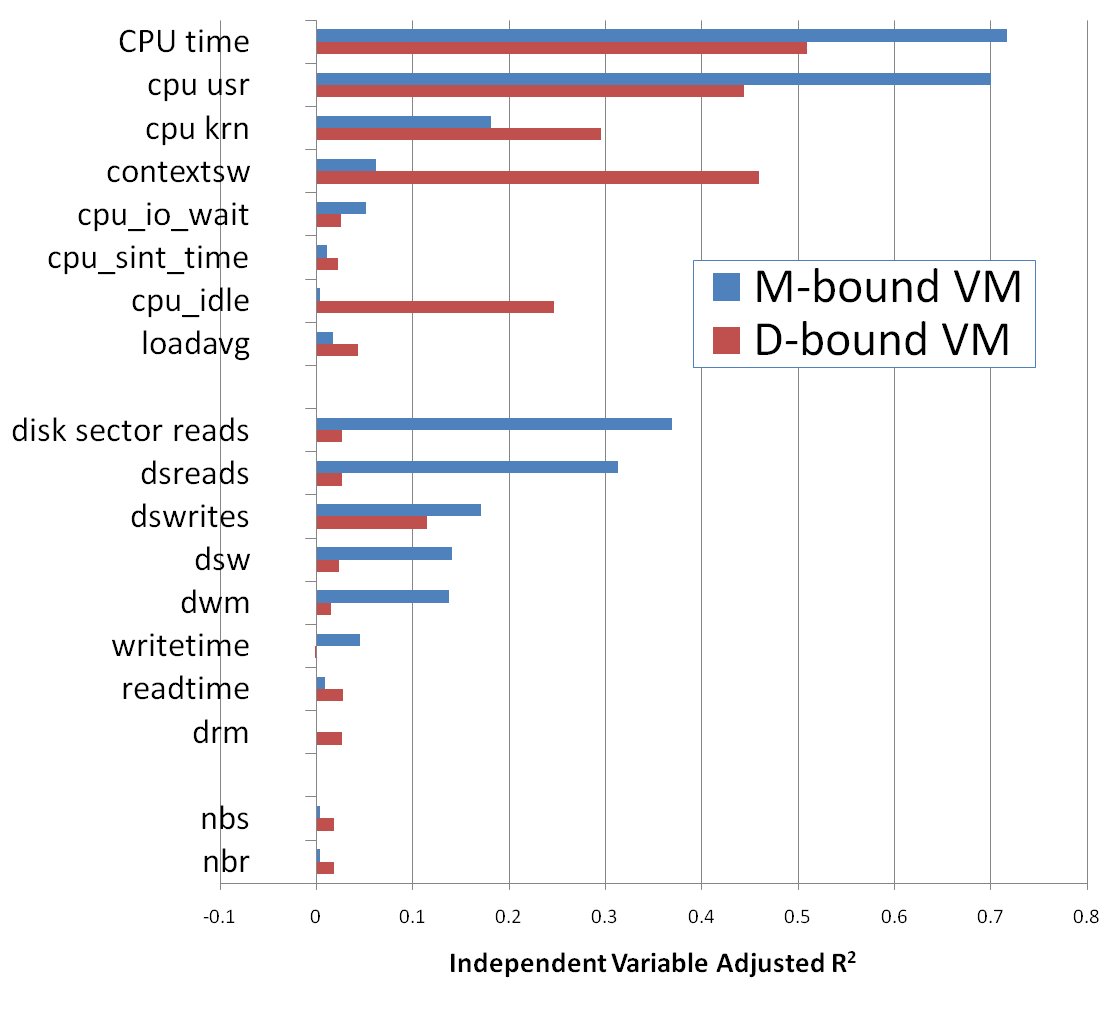 CPU time
cpu usr
cpu krn
contextsw
cpu_io_wait
cpu_sint_time
cpu_idle
loadavg
M-bound VM
D-bound VM
disk sector reads
dsreads
dswrites
dsw
dwm
writetime
readtime
drm
nbs
nbr
-0.1 0 0.1 0.2 0.3 0.4 0.5 0.6 0.7 0.8
Independent Variable Adjusted R²